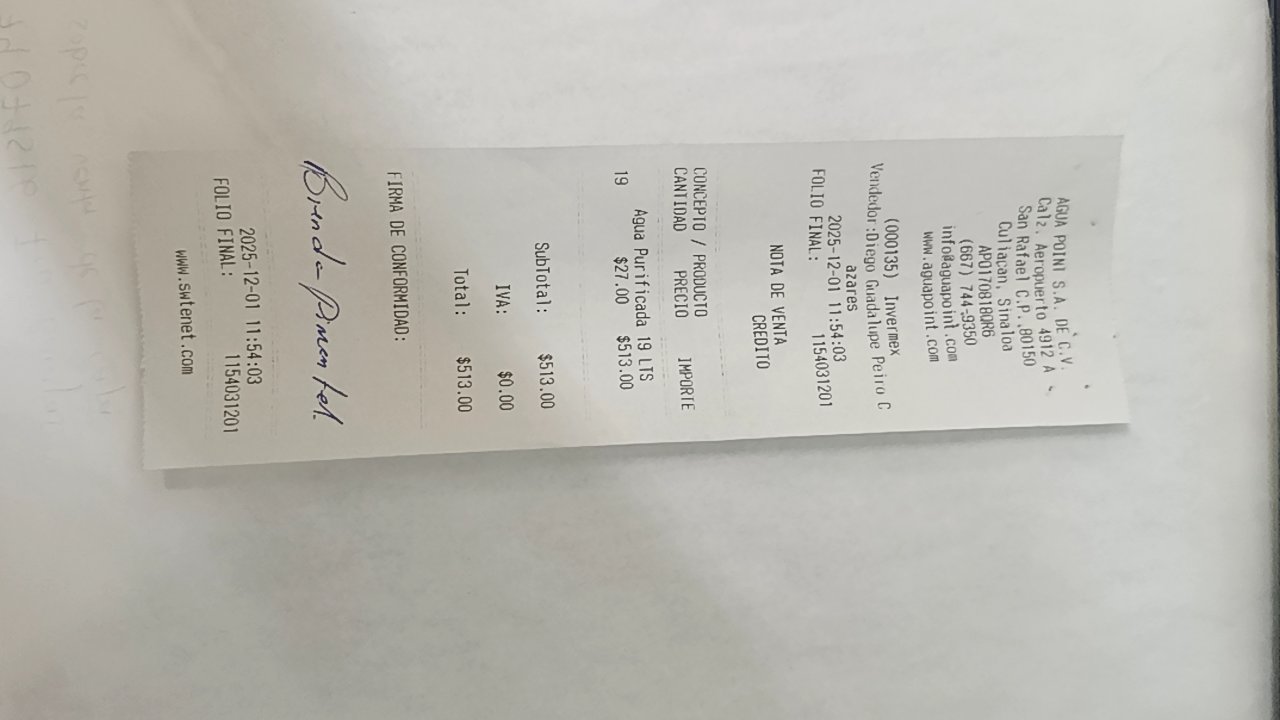 AGUA POINT S.A. DE C.V.
Calz. Aeropuerto 4912 A
San Rafael C.P. 80150
Culiacan, Sinaloa
APO170818QR6
(667) 744-9350
info@aguapoint.com
www.aguapoint.com
(000135) Invermex
Vendedor:Diego Guadalupe Peiro C
azares
2025-12-01 11:54:03
FOLIO FINAL: 1154031201
NOTA DE VENTA
CREDITO
CONCEPTO / PRODUCTO
CANTIDAD PRECIO IMPORTE
Agua Purificada 19 LTS
19 $27.00 $513.00
SubTotal: $513.00
IVA: $0.00
Total: $513.00
FIRMA DE CONFORMIDAD:
Brenda Pimentel.
2025-12-01 11:54:03
FOLIO FINAL: 1154031201
www.swtenet.com